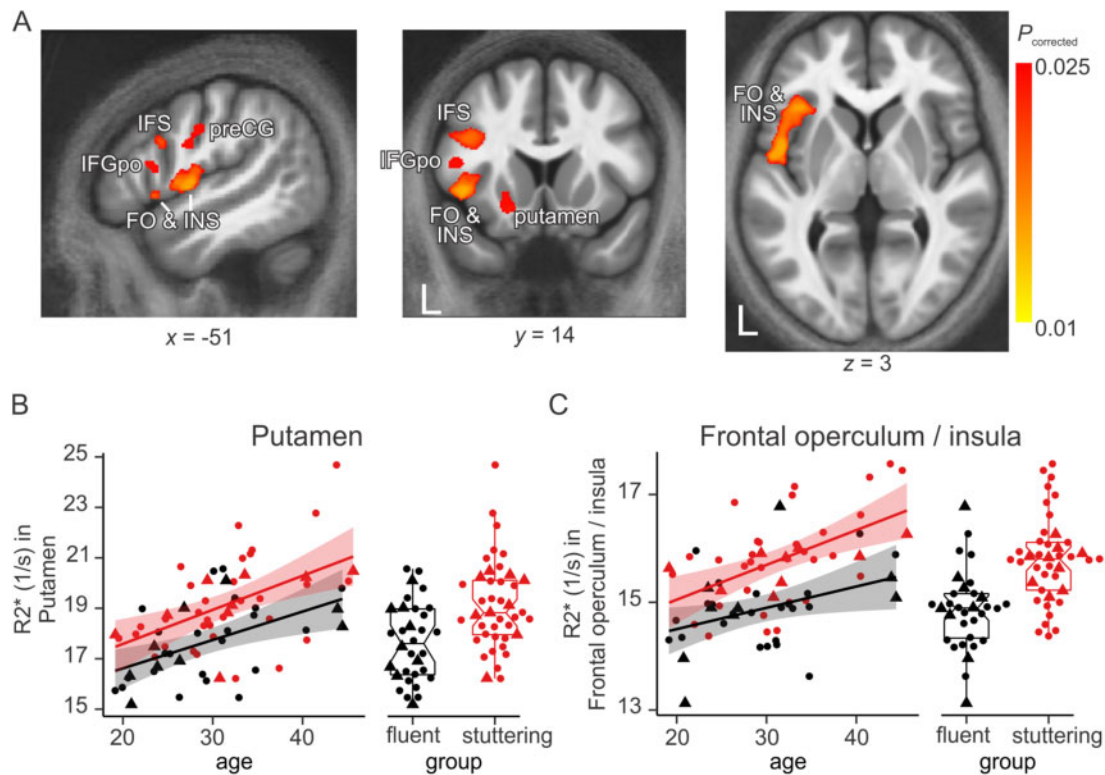 A
IFS
preCG
IFGpo
FO & INS
x = -51
IFS
IFGpo
FO &
INS
putamen
L
y = 14
FO &
INS
L
z = 3
Pcorrected
0.025
0.01
B
Putamen
R2* (1/s) in
Putamen
25
23
21
19
17
15
20
30
40
age
fluent
stuttering
group
C
Frontal operculum / insula
R2* (1/s) in
Frontal operculum / insula
17
15
13
20
30
40
age
fluent
stuttering
group